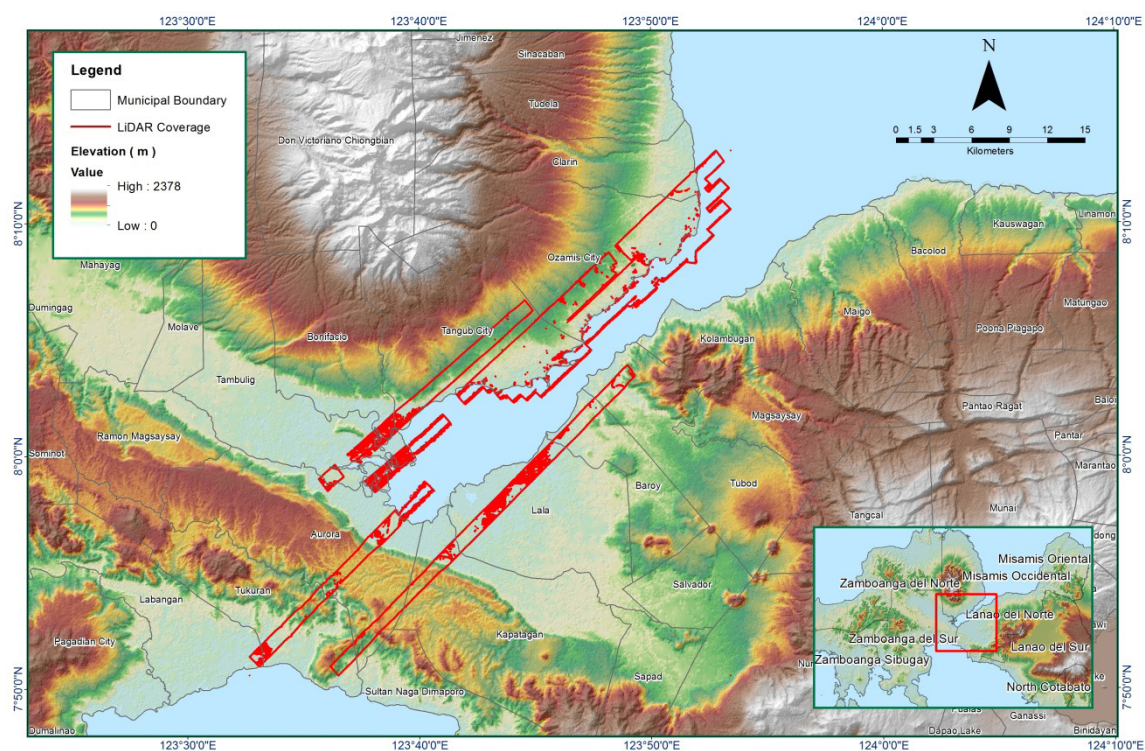 123°30'0"E 123°40'0"E 123°50'0"E 124°0'0"E 124°10'0"E
Legend
Municipal Boundary
LiDAR Coverage
Elevation ( m )
Value
High : 2378
Low : 0
N
0 1.5 3 6 9 12 15
Kilometers
Jimenez
Sinacaban
Tudela
Don Victoriano Chiongbian
Clarin
8°10'0"N
8°10'0"N
Linamon
Kauswagan
Bacolod
Mahayag
Ozamis City
Matungao
Dumingag
Maigo
Molave
Tangub City
Poona Piagapo
Bonifacio
Kolambugan
Tambulig
Baloi
Pantao Ragat
Magsaysay
Pantar
Ramon Magsaysay
8°0'0"N
Sominot
8°0'0"N
Marantao
Baroy
Tubod
Lala
Munai
Tangcal
Aurora
Salvador
Tukuran
Labangan
Kapatagan
Pagadian City
Sapad
Sultan Naga Dimaporo
7°50'0"N
7°50'0"N
Dumalinao
Misamis Oriental
Zamboanga del Norte
Misamis Occidental
Lanao del Norte
Zamboanga del Sur
Lanao del Sur
Zamboanga Sibugay
North Cotabato
Ganassi
Dapao Lake
Binidayan
123°30'0"E 123°40'0"E 123°50'0"E 124°0'0"E 124°10'0"E